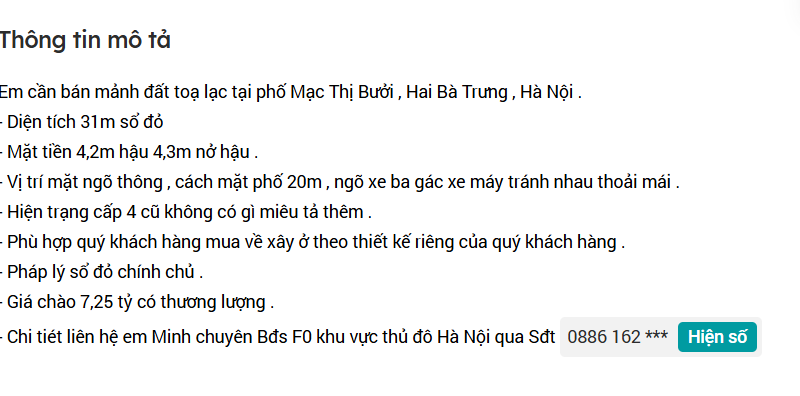 Thông tin mô tả
Em cần bán mảnh đất toạ lạc tại phố Mạc Thị Bưởi , Hai Bà Trưng , Hà Nội .
- Diện tích 31m sổ đỏ
- Mặt tiền 4,2m hậu 4,3m nở hậu .
- Vị trí mặt ngõ thông , cách mặt phố 20m , ngõ xe ba gác xe máy tránh nhau thoải mái .
- Hiện trạng cấp 4 cũ không có gì miêu tả thêm .
- Phù hợp quý khách hàng mua về xây ở theo thiết kế riêng của quý khách hàng .
- Pháp lý sổ đỏ chính chủ .
- Giá chào 7,25 tỷ có thương lượng .
- Chi tiét liên hệ em Minh chuyên Bđs F0 khu vực thủ đô Hà Nội qua Sđt 0886 162 *** Hiện số